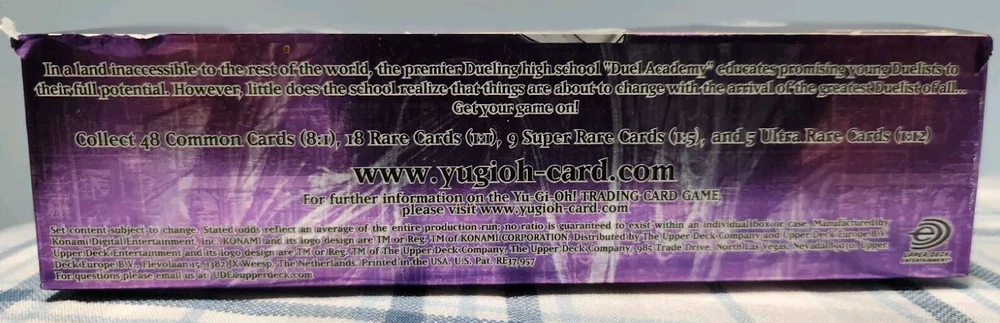 In a land inaccessible to the rest of the world, the premier Dueling high school "Duel Academy" educates promising young Duelists to
their full potential. However, little does the school realize that things are about to change with the arrival of the greatest Duelist of all...
Get your game on!
Collect 48 Common Cards (8:1), 18 Rare Cards (1:1), 9 Super Rare Cards (1:5), and 5 Ultra Rare Cards (1:12)
www.yugioh-card.com
For further information on the Yu-Gi-Oh! TRADING CARD GAME,
please visit www.yugioh-card.com
Set content subject to change. Stated odds reflect an average of the entire production run; no ratio is guaranteed to exist within an individual box or case. Manufactured by
Konami Digital Entertainment, Inc. KONAMI and its logo design are TM or Reg. TM of KONAMI CORPORATION. Distributed by The Upper Deck Company and Upper Deck Europe B.V.
Upper Deck Entertainment and its logo design are TM or Reg. TM of The Upper Deck Company. The Upper Deck Company, 985 Trade Drive, North Las Vegas, Nevada 89030. Upper
Deck Europe B.V., Flevolaan 15, 1382 JX Weesp, The Netherlands. Printed in the USA. U.S. Pat. RE37,957
For questions please email us at: UDE@upperdeck.com
UPPER DECK
ENTERTAINMENT